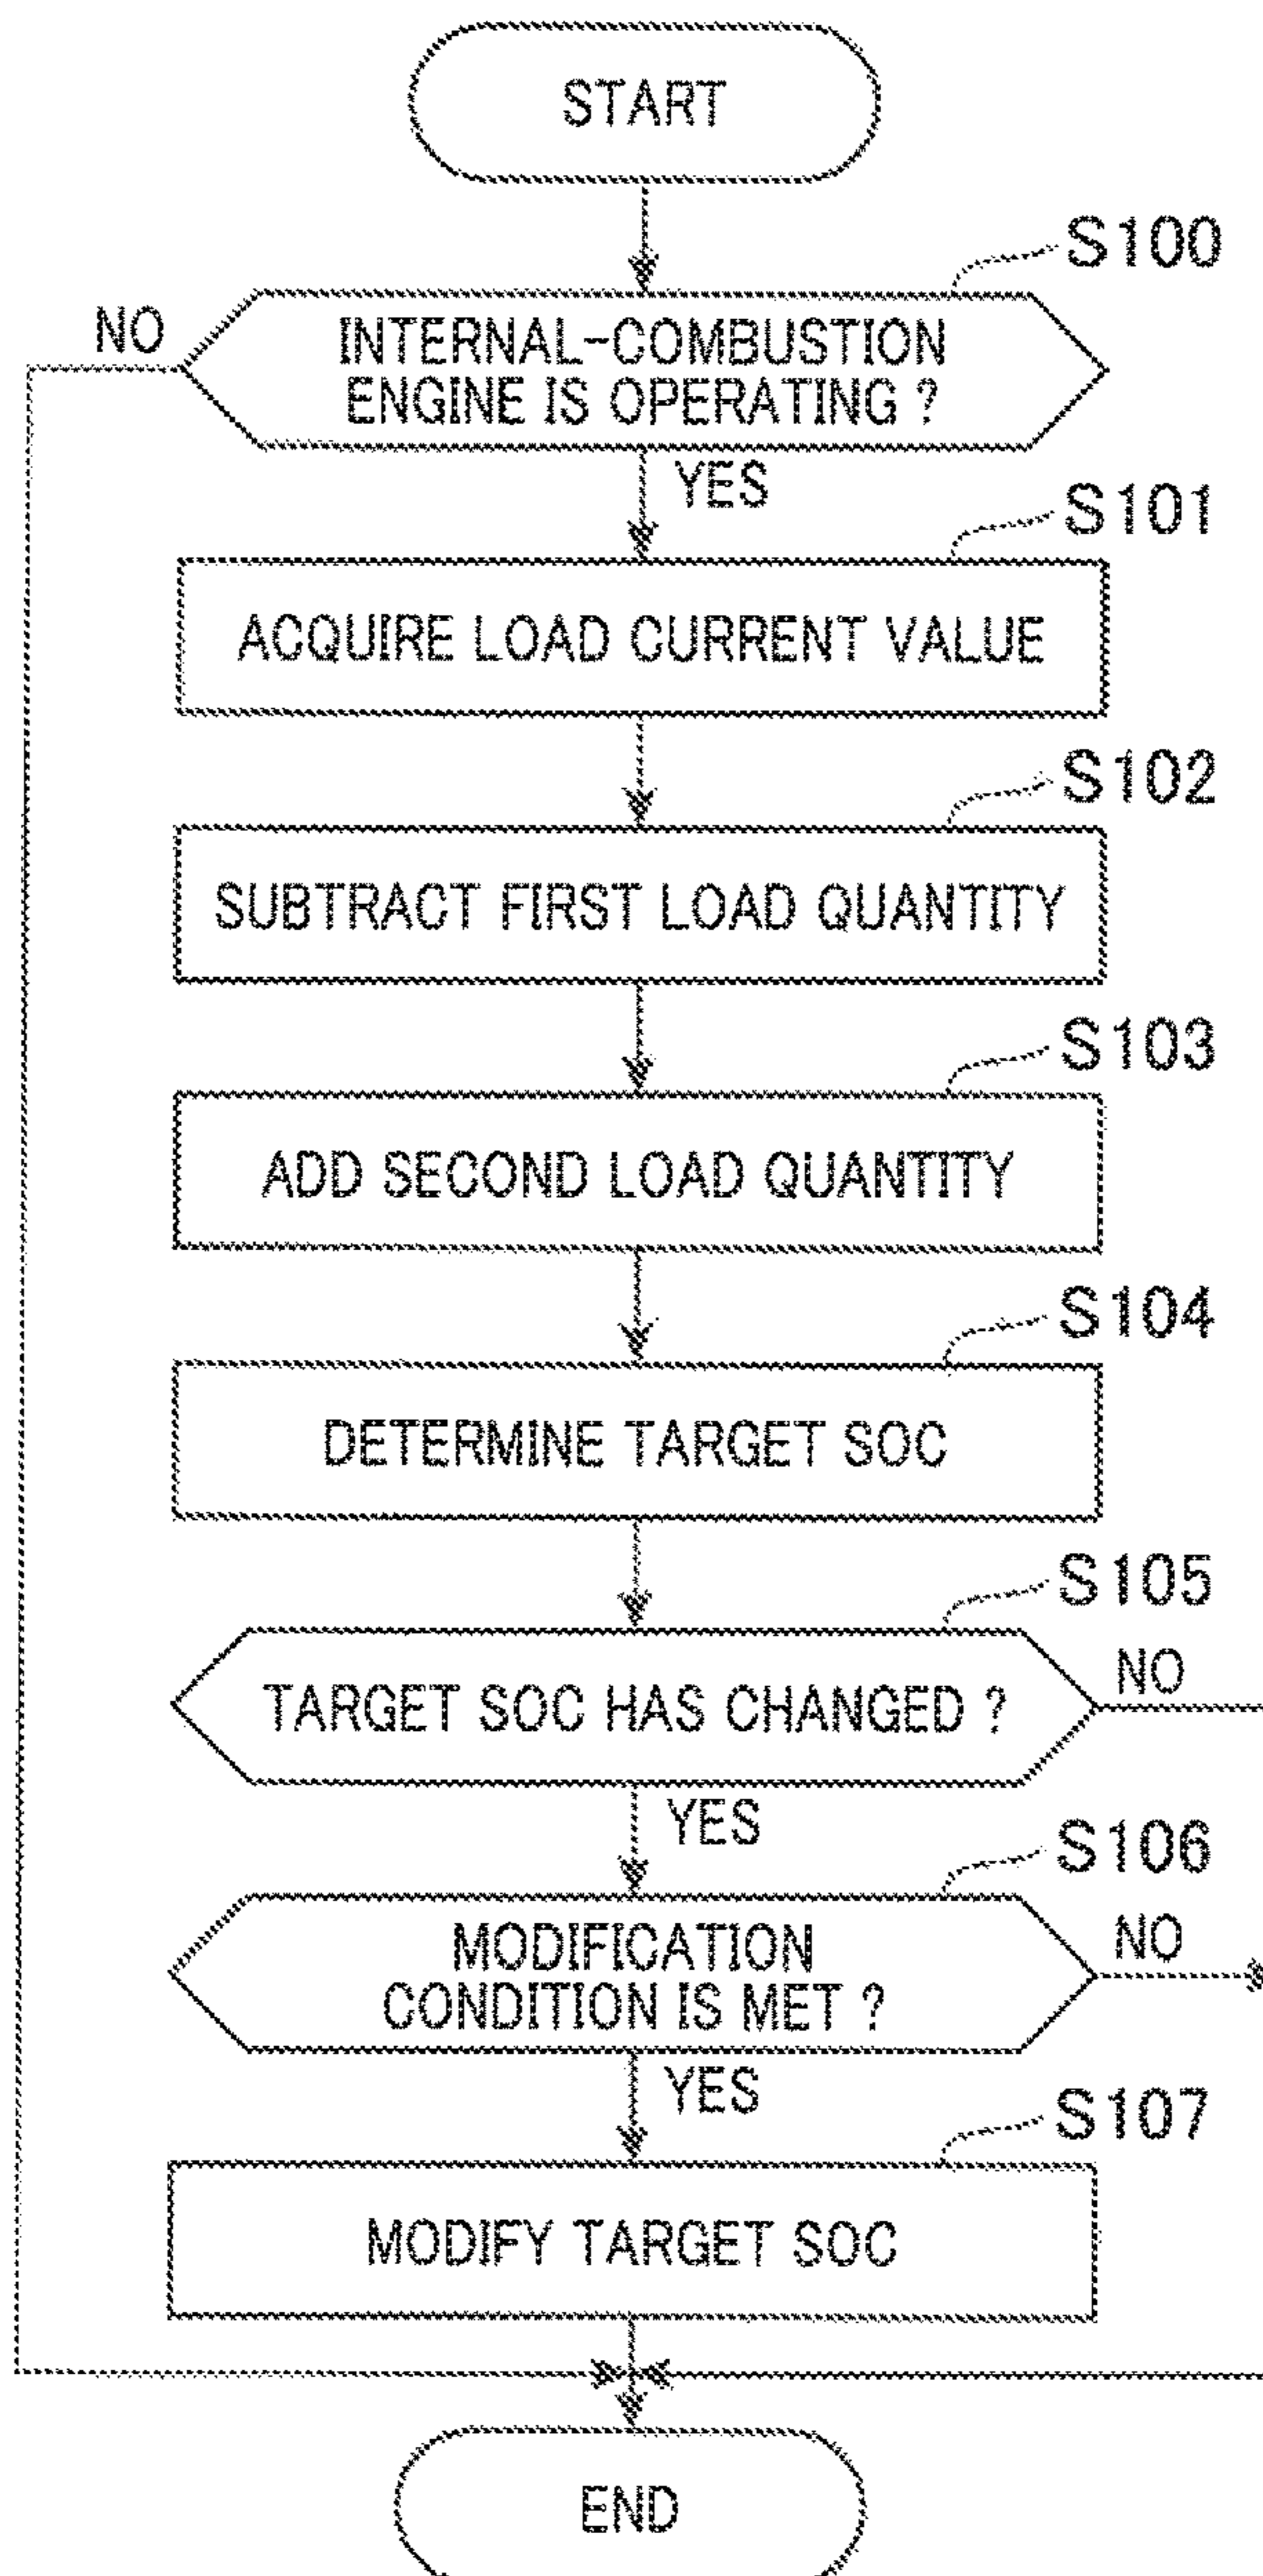 START
S100
NO
INTERNAL-COMBUSTION
ENGINE IS OPERATING ?
YES
S101
ACQUIRE LOAD CURRENT VALUE
S102
SUBTRACT FIRST LOAD QUANTITY
S103
ADD SECOND LOAD QUANTITY
S104
DETERMINE TARGET SOC
S105
TARGET SOC HAS CHANGED ?
NO
YES
S106
MODIFICATION
CONDITION IS MET ?
NO
YES
S107
MODIFY TARGET SOC
END